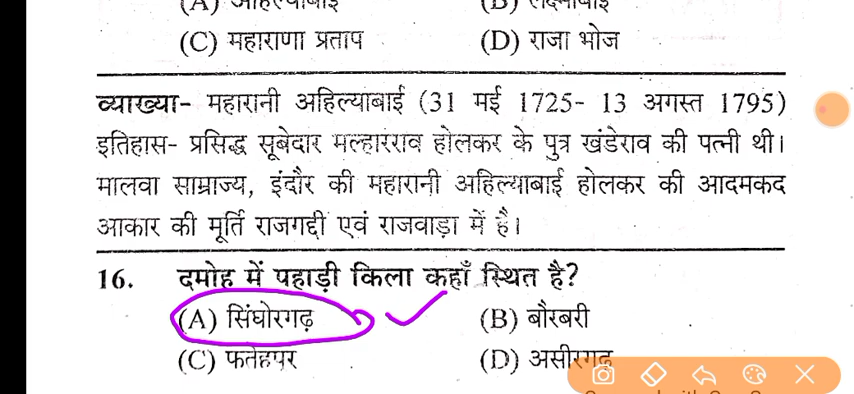 (C) महाराणा प्रताप (D) राजा भोज
व्याख्या- महारानी अहिल्याबाई (31 मई 1725- 13 अगस्त 1795)
इतिहास- प्रसिद्ध सूबेदार मल्हारराव होलकर के पुत्र खंडेराव की पत्नी थी।
मालवा साम्राज्य, इंदौर की महारानी अहिल्याबाई होलकर की आदमकद
आकार की मूर्ति राजगद्दी एवं राजवाड़ा में है।
16. दमोह में पहाड़ी किला कहाँ स्थित है?
(A) सिंघोरगढ़ (B) बौरबरी
(C) फतेहपर (D) असीरगढ़